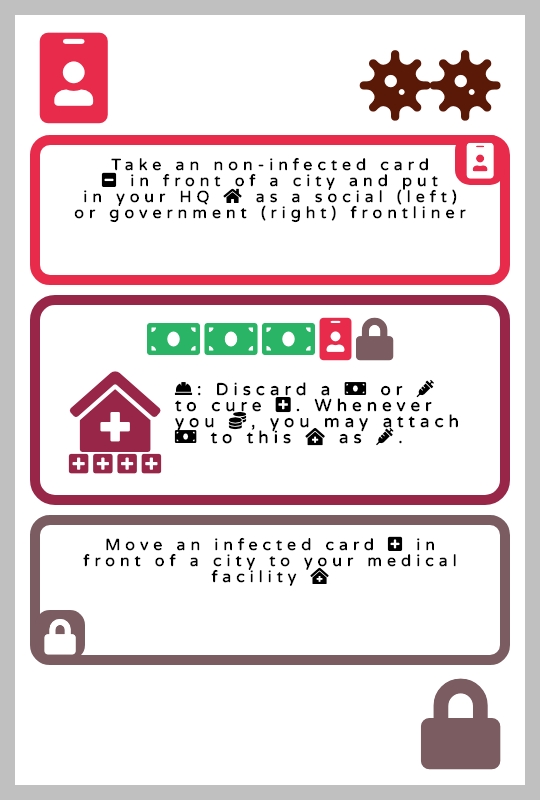 Take an non-infected card
in front of a city and put
in your HQ as a social (left)
or government (right) frontliner
: Discard a or
to cure . Whenever
you , you may attach
to this as .
Move an infected card in
front of a city to your medical
facility